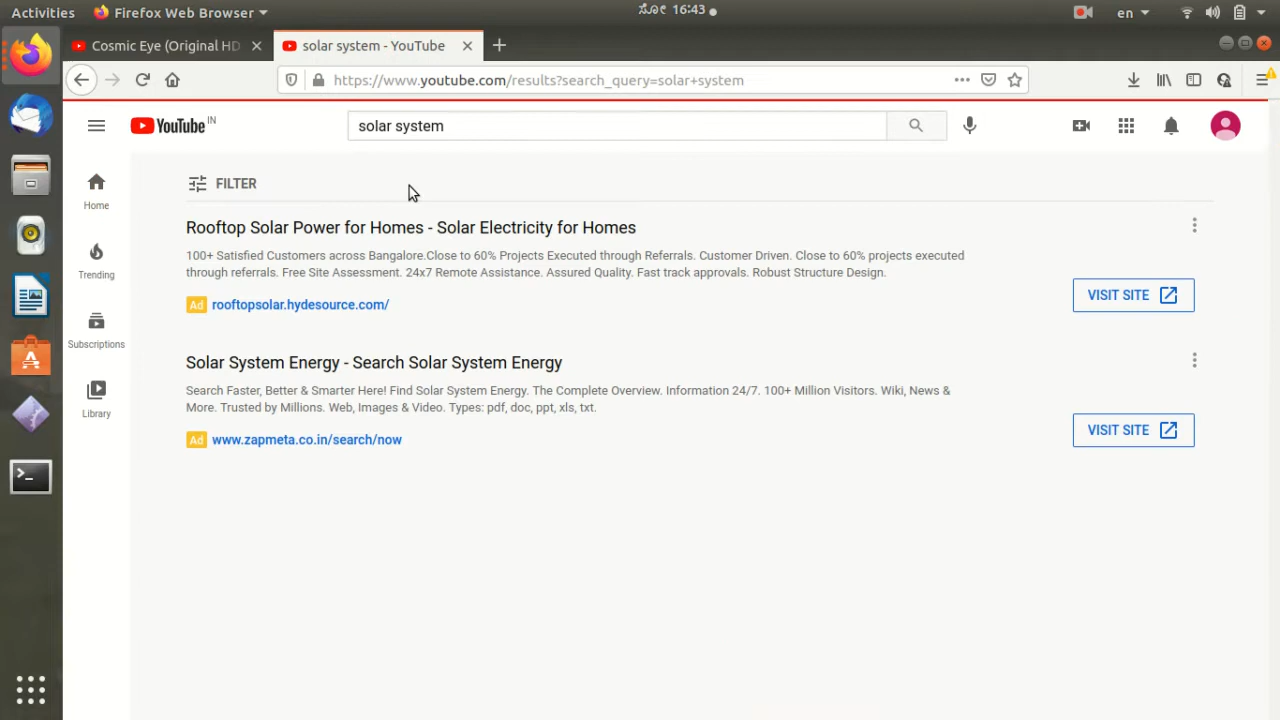 Activities Firefox Web Browser 16:43 en
Cosmic Eye (Original HD solar system - YouTube
https://www.youtube.com/results?search_query=solar+system
YouTube IN solar system
FILTER
Home
Trending
Subscriptions
Library
Rooftop Solar Power for Homes - Solar Electricity for Homes
100+ Satisfied Customers across Bangalore.Close to 60% Projects Executed through Referrals. Customer Driven. Close to 60% projects executed
through referrals. Free Site Assessment. 24x7 Remote Assistance. Assured Quality. Fast track approvals. Robust Structure Design.
Ad rooftopsolar.hydesource.com/
VISIT SITE
Solar System Energy - Search Solar System Energy
Search Faster, Better & Smarter Here! Find Solar System Energy. The Complete Overview. Information 24/7. 100+ Million Visitors. Wiki, News &
More. Trusted by Millions. Web, Images & Video. Types: pdf, doc, ppt, xls, txt.
Ad www.zapmeta.co.in/search/now
VISIT SITE